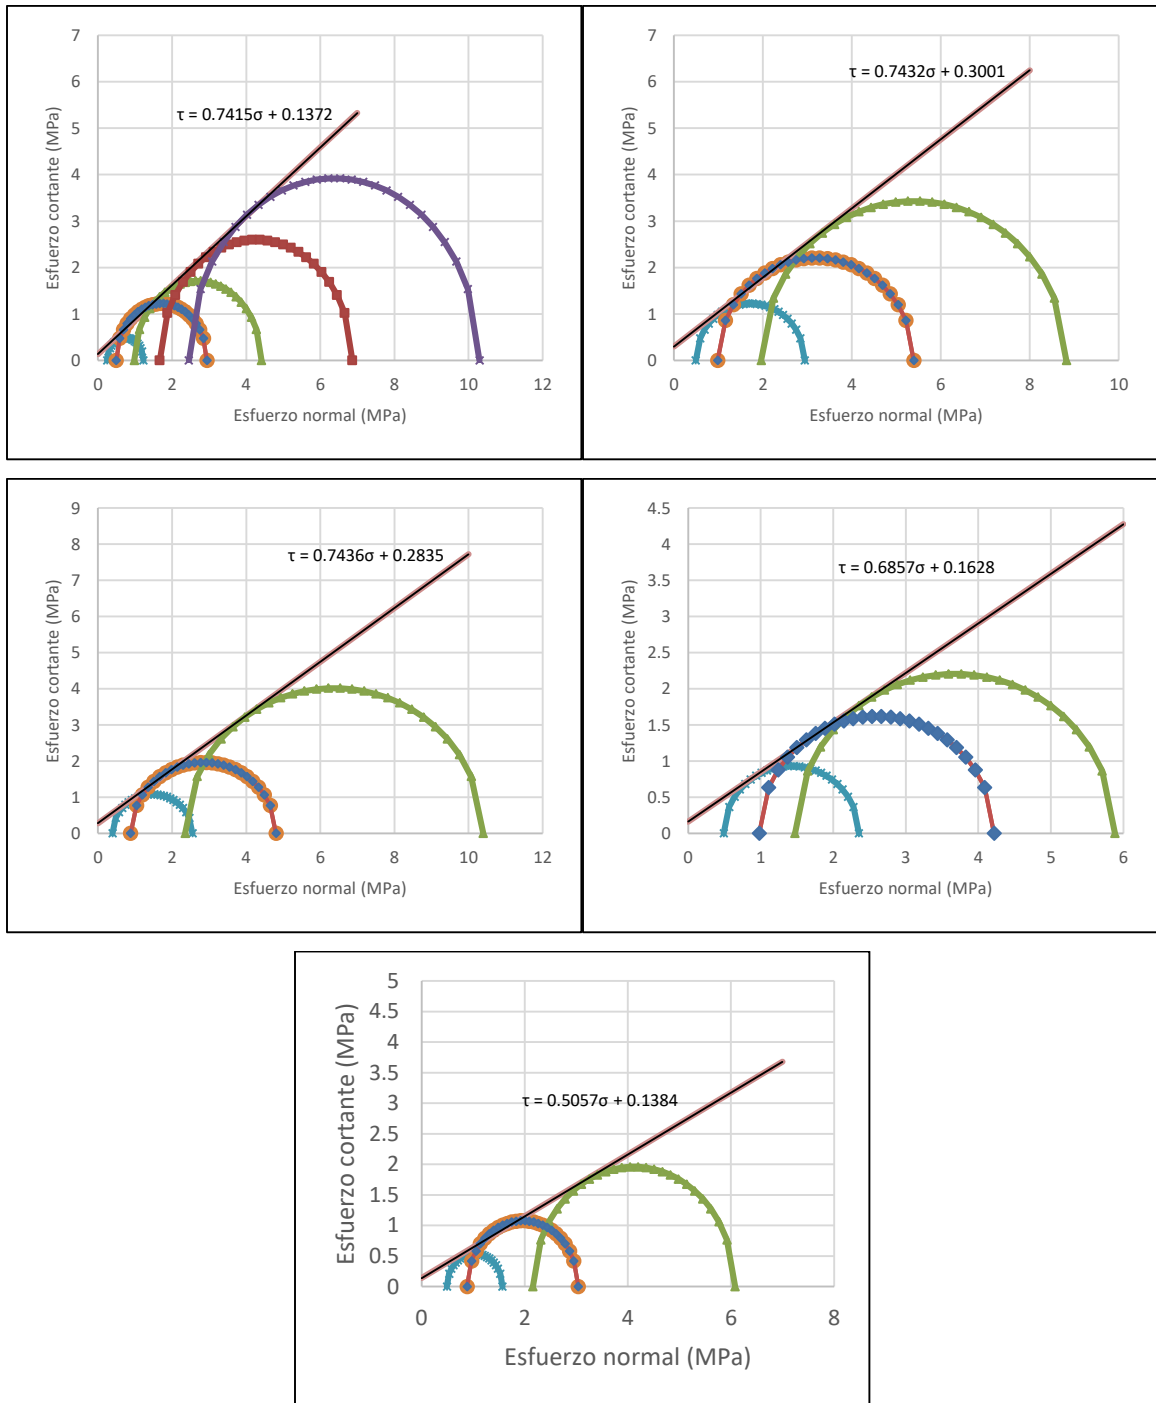 7
6
5
4
3
2
1
0
Esfuerzo cortante (MPa)
τ = 0.7415σ + 0.1372
0 2 4 6 8 10 12
Esfuerzo normal (MPa)
7
6
5
4
3
2
1
0
Esfuerzo cortante (MPa)
τ = 0.7432σ + 0.3001
0 2 4 6 8 10
Esfuerzo normal (MPa)
9
8
7
6
5
4
3
2
1
0
Esfuerzo cortante (MPa)
τ = 0.7436σ + 0.2835
0 2 4 6 8 10 12
Esfuerzo normal (MPa)
4.5
4
3.5
3
2.5
2
1.5
1
0.5
0
Esfuerzo cortante (MPa)
τ = 0.6857σ + 0.1628
0 1 2 3 4 5 6
Esfuerzo normal (MPa)
5
4.5
4
3.5
3
2.5
2
1.5
1
0.5
0
Esfuerzo cortante (MPa)
τ = 0.5057σ + 0.1384
0 2 4 6 8
Esfuerzo normal (MPa)